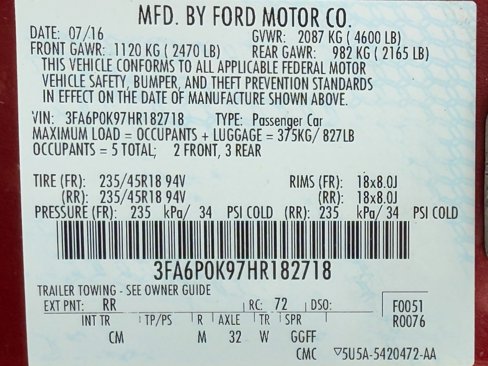 MFD. BY FORD MOTOR CO.
DATE: 07/16 GVWR: 2087 KG ( 4600 LB)
FRONT GAWR: 1120 KG ( 2470 LB) REAR GAWR: 982 KG ( 2165 LB)
THIS VEHICLE CONFORMS TO ALL APPLICABLE FEDERAL MOTOR
VEHICLE SAFETY, BUMPER, AND THEFT PREVENTION STANDARDS
IN EFFECT ON THE DATE OF MANUFACTURE SHOWN ABOVE.
VIN: 3FA6P0K97HR182718 TYPE: Passenger Car
MAXIMUM LOAD = OCCUPANTS + LUGGAGE = 375KG/ 827LB
OCCUPANTS = 5 TOTAL; 2 FRONT, 3 REAR
TIRE (FR): 235/45R18 94V RIMS (FR): 18x8.0J
(RR): 235/45R18 94V (RR): 18x8.0J
PRESSURE (FR): 235 kPa/ 34 PSI COLD (RR): 235 kPa/ 34 PSI COLD
3FA6P0K97HR182718
TRAILER TOWING - SEE OWNER GUIDE
EXT PNT: RR RC: 72 DSO: F0051
INT TR TP/PS R AXLE TR SPR R0076
CM M 32 W GGFF
CMC ▽5U5A-5420472-AA